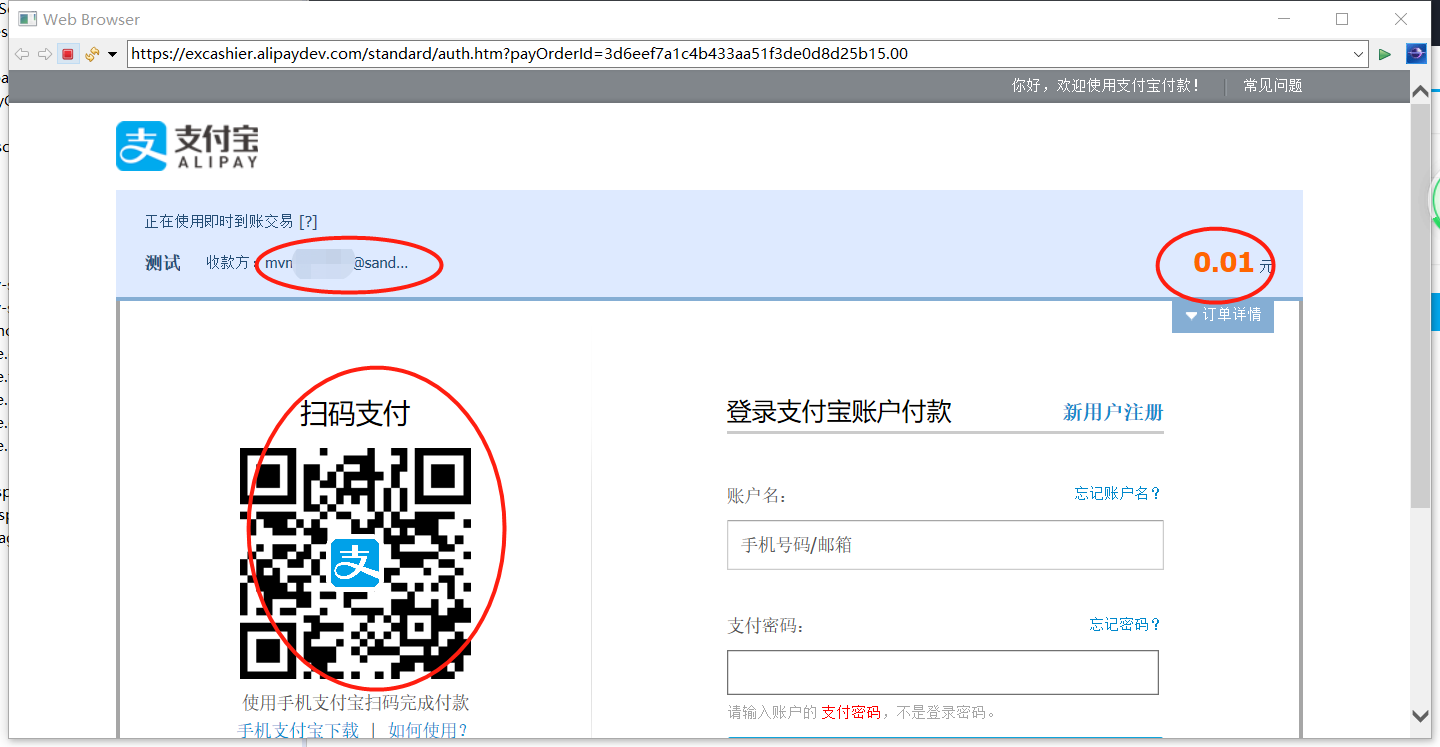 Web Browser
https://excashier.alipaydev.com/standard/auth.htm?payOrderId=3d6eef7a1c4b433aa51f3de0d8d25b15.00
你好，欢迎使用支付宝付款！ 常见问题
支 支付宝
ALIPAY
正在使用即时到账交易 [?]
测试 收款方： @sand... 0.01 元
订单详情
扫码支付
登录支付宝账户付款 新用户注册
账户名： 忘记账户名？
手机号码/邮箱
支
支付密码： 忘记密码？
使用手机支付宝扫码完成付款
请输入账户的 支付密码，不是登录密码。
手机支付宝下载 | 如何使用?